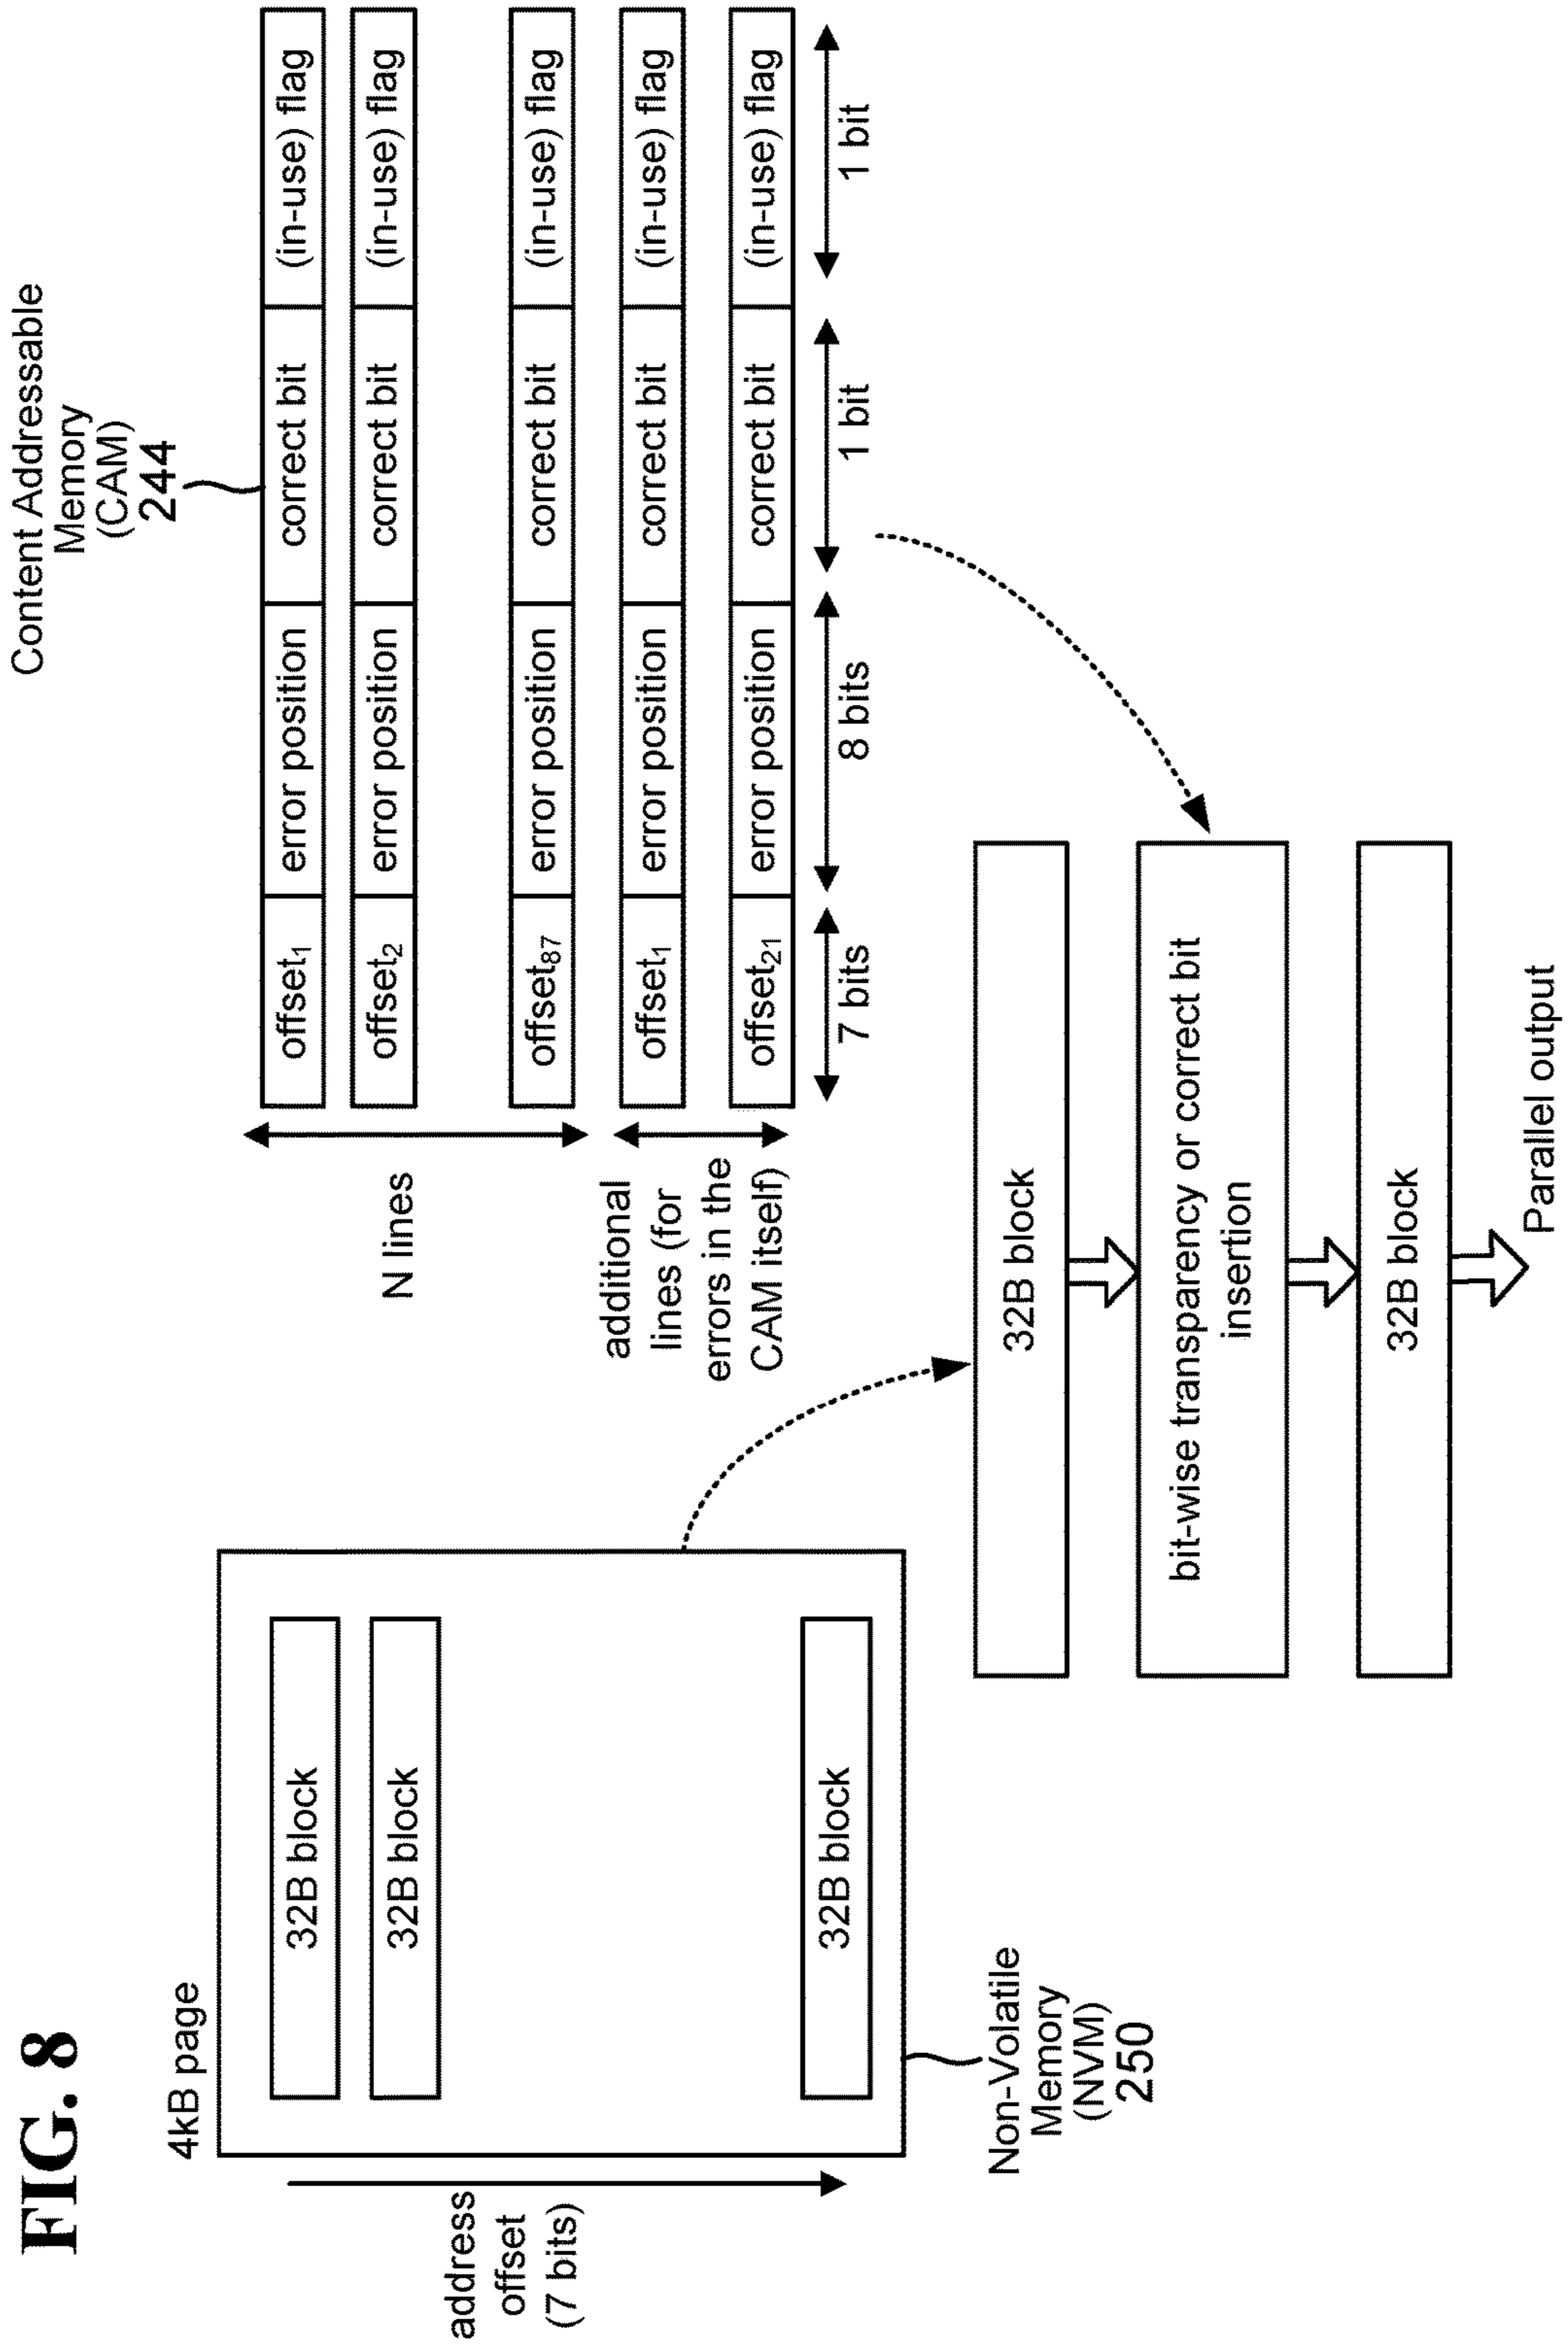 FIG. 8
4kB page
32B block
32B block
32B block
address
offset
(7 bits)
Non-Volatile
Memory
(NVM)
250
Content Addressable
Memory
(CAM)
244
offset1 error position correct bit (in-use) flag
offset2 error position correct bit (in-use) flag
offset87 error position correct bit (in-use) flag
offset1 error position correct bit (in-use) flag
offset21 error position correct bit (in-use) flag
N lines
additional
lines (for
errors in the
CAM itself)
7 bits 8 bits 1 bit 1 bit
32B block
bit-wise transparency or correct bit
insertion
32B block
Parallel output